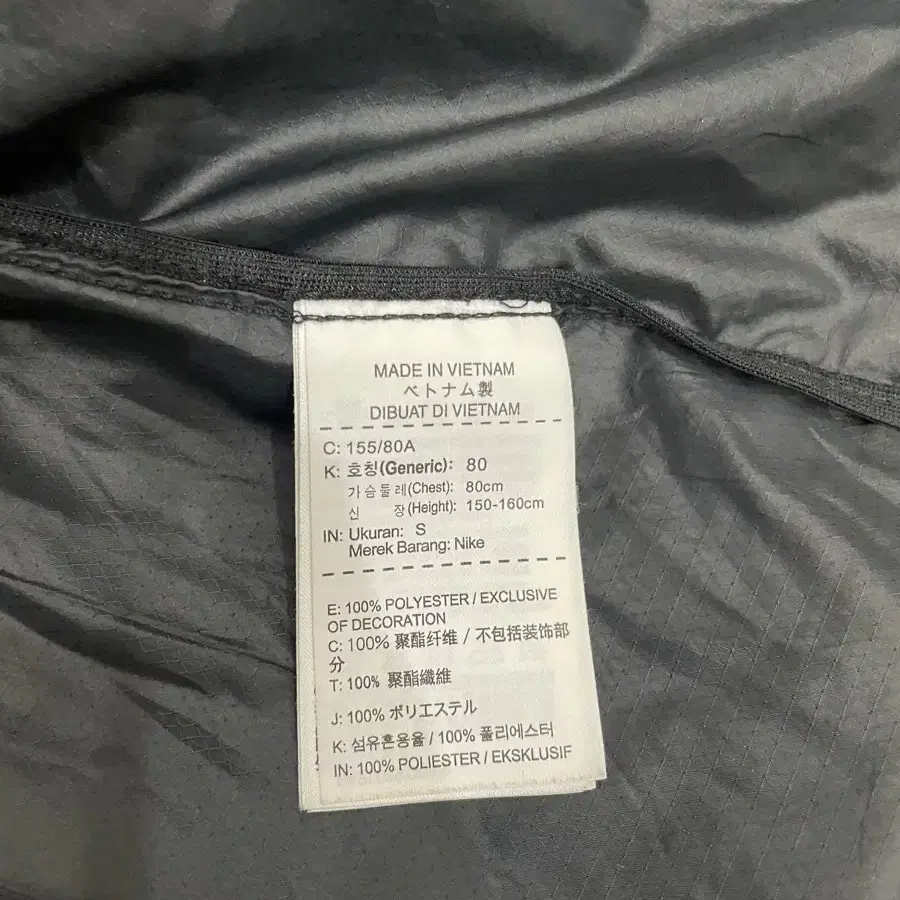 MADE IN VIETNAM
ベトナム製
DIBUAT DI VIETNAM
C: 155/80A
K: 호칭(Generic): 80
가슴둘레(Chest): 80cm
신 장(Height): 150-160cm
IN: Ukuran: S
Merek Barang: Nike
E: 100% POLYESTER / EXCLUSIVE
OF DECORATION
C: 100% 聚酯纤维 / 不包括装饰部
分
T: 100% 聚酯纖維
J: 100% ポリエステル
K: 섬유혼용율 / 100% 폴리에스터
IN: 100% POLIESTER / EKSKLUSIF